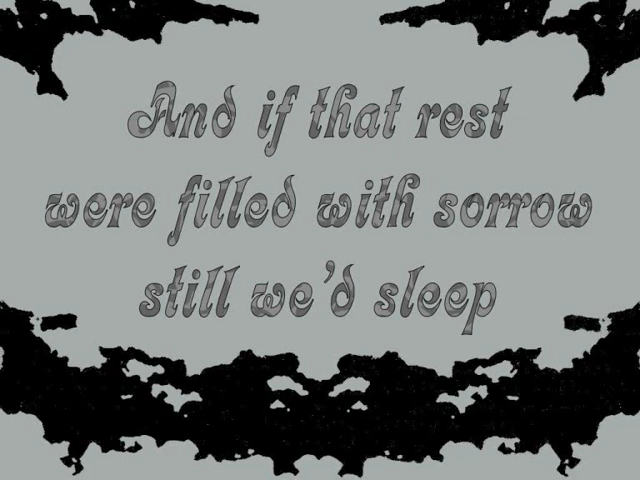 And if that rest
were filled with sorrow
still we'd sleep